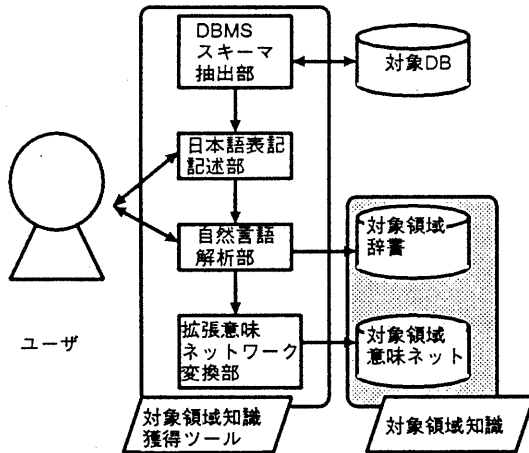 DBMS
スキーマ
抽出部
対象DB
日本語表記
記述部
自然言語
解析部
対象領域
辞書
ユーザ
拡張意味
ネットワーク
変換部
対象領域
意味ネット
対象領域知識
獲得ツール
対象領域知識